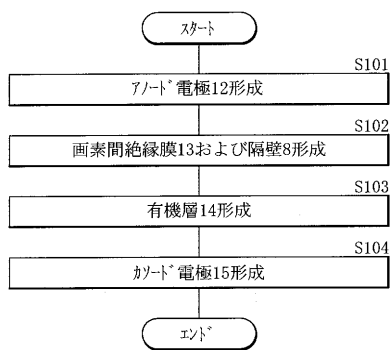 スタート
S101
アノード電極12形成
S102
画素間絶縁膜13および隔壁8形成
S103
有機層14形成
S104
カソード電極15形成
エンド